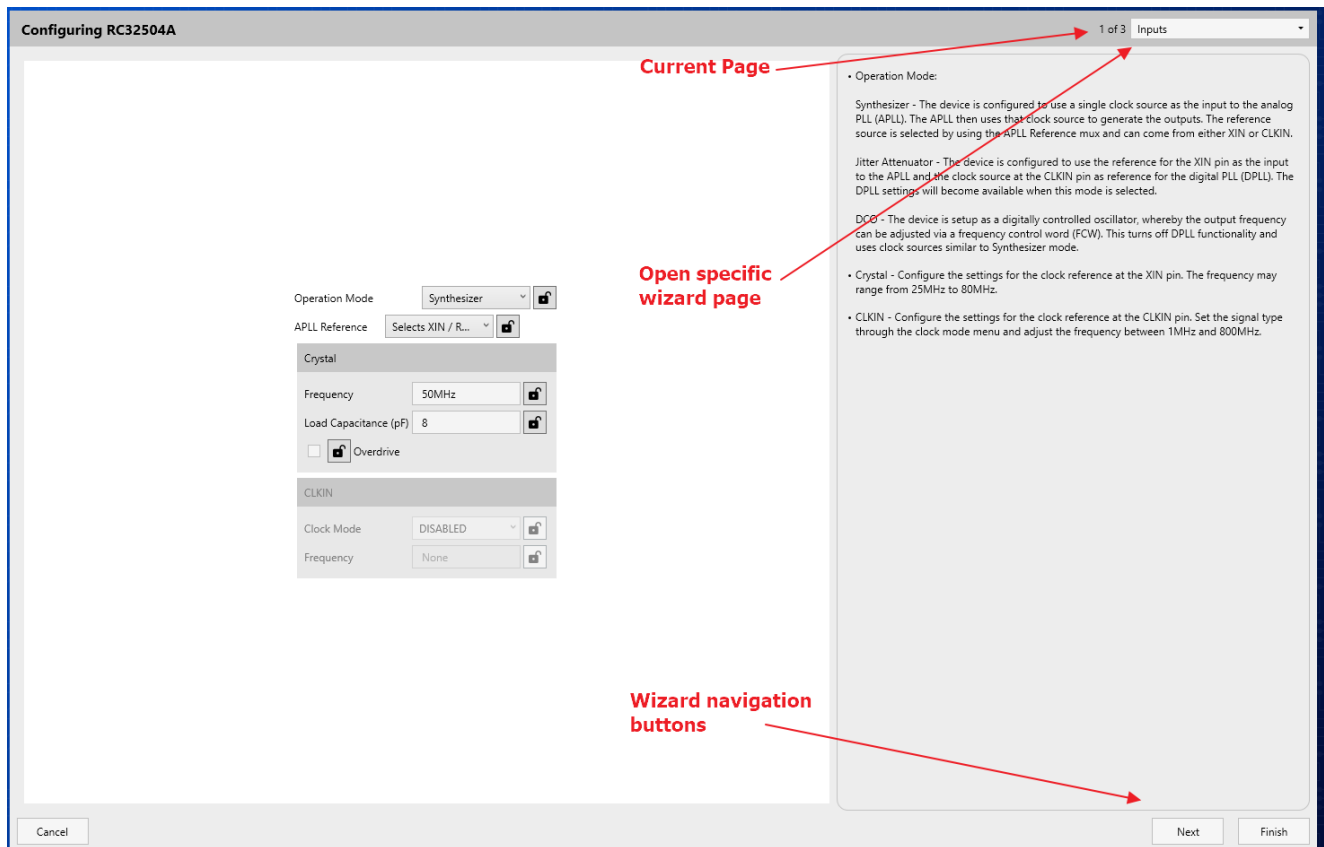 Configuring RC32504A
1 of 3 Inputs
Current Page
• Operation Mode:
Synthesizer - The device is configured to use a single clock source as the input to the analog
PLL (APLL). The APLL then uses that clock source to generate the outputs. The reference
source is selected by using the APLL Reference mux and can come from either XIN or CLKIN.
Jitter Attenuator - The device is configured to use the reference for the XIN pin as the input
to the APLL and the clock source at the CLKIN pin as reference for the digital PLL (DPLL). The
DPLL settings will become available when this mode is selected.
DCO - The device is setup as a digitally controlled oscillator, whereby the output frequency
can be adjusted via a frequency control word (FCW). This turns off DPLL functionality and
uses clock sources similar to Synthesizer mode.
• Crystal - Configure the settings for the clock reference at the XIN pin. The frequency may
range from 25MHz to 80MHz.
• CLKIN - Configure the settings for the clock reference at the CLKIN pin. Set the signal type
through the clock mode menu and adjust the frequency between 1MHz and 800MHz.
Open specific
wizard page
Operation Mode Synthesizer
APLL Reference Selects XIN / R...
Crystal
Frequency 50MHz
Load Capacitance (pF) 8
Overdrive
CLKIN
Clock Mode DISABLED
Frequency None
Wizard navigation
buttons
Cancel
Next
Finish